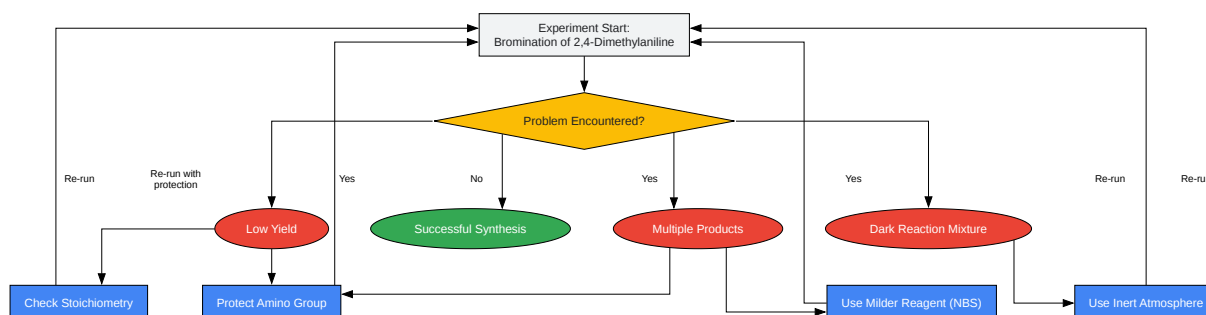 Experiment Start:
Bromination of 2,4-Dimethylaniline
Problem Encountered?
Re-run
Re-run with
protection
Yes
No
Yes
Yes
Re-run
Re-ru
Low Yield
Successful Synthesis
Multiple Products
Dark Reaction Mixture
Check Stoichiometry
Protect Amino Group
Use Milder Reagent (NBS)
Use Inert Atmosphere